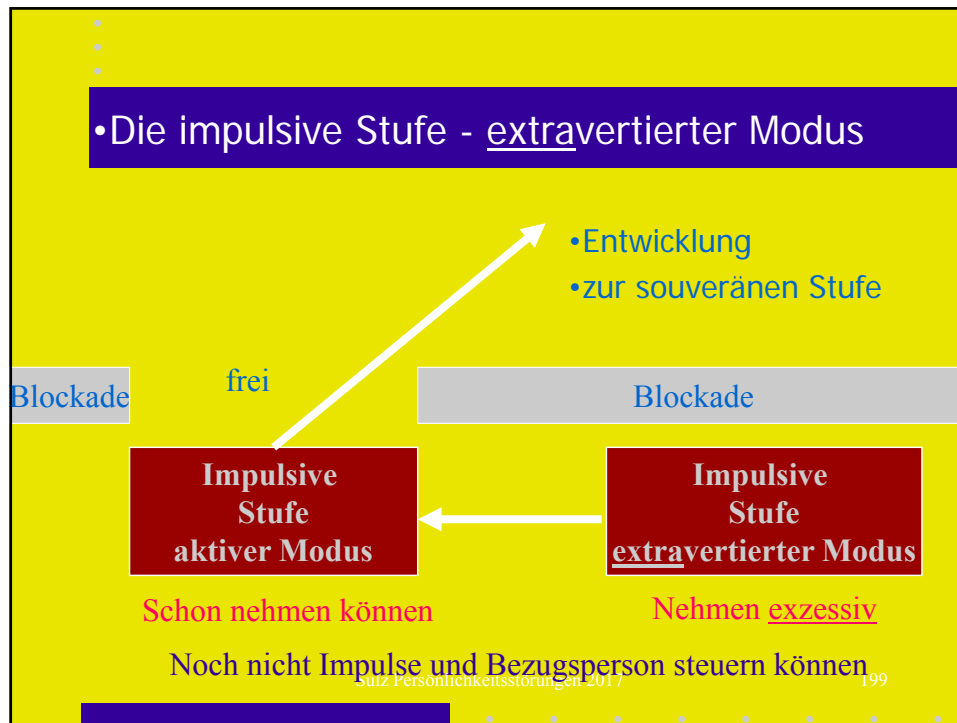 •Die impulsive Stufe - extravertierter Modus
•Entwicklung
•zur souveränen Stufe
Blockade
frei
Blockade
Impulsive
Stufe
aktiver Modus
Impulsive
Stufe
extravertierter Modus
Schon nehmen können
Nehmen exzessiv
Noch nicht Impulse und Bezugsperson steuern können
Sulz Persönlichkeitsstörungen 2017
199